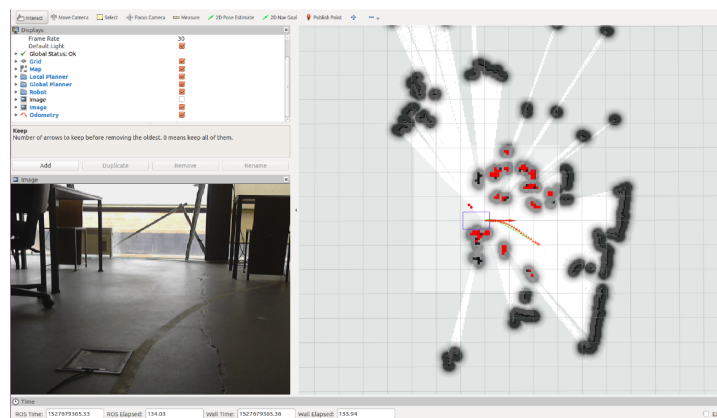 Interact Move Camera Select Focus Camera Measure 2D Pose Estimate 2D Nav Goal Publish Point
Displays
Frame Rate 30
Default Light
Global Status: Ok
Grid
Map
Local Planner
Global Planner
Robot
Image
Image
Odometry
Keep
Number of arrows to keep before removing the oldest. 0 means keep all of them.
Add Duplicate Remove Rename
Image
Time
ROS Time: 1527679365.33 ROS Elapsed: 134.03 Wall Time: 1527679365.36 Wall Elapsed: 133.94